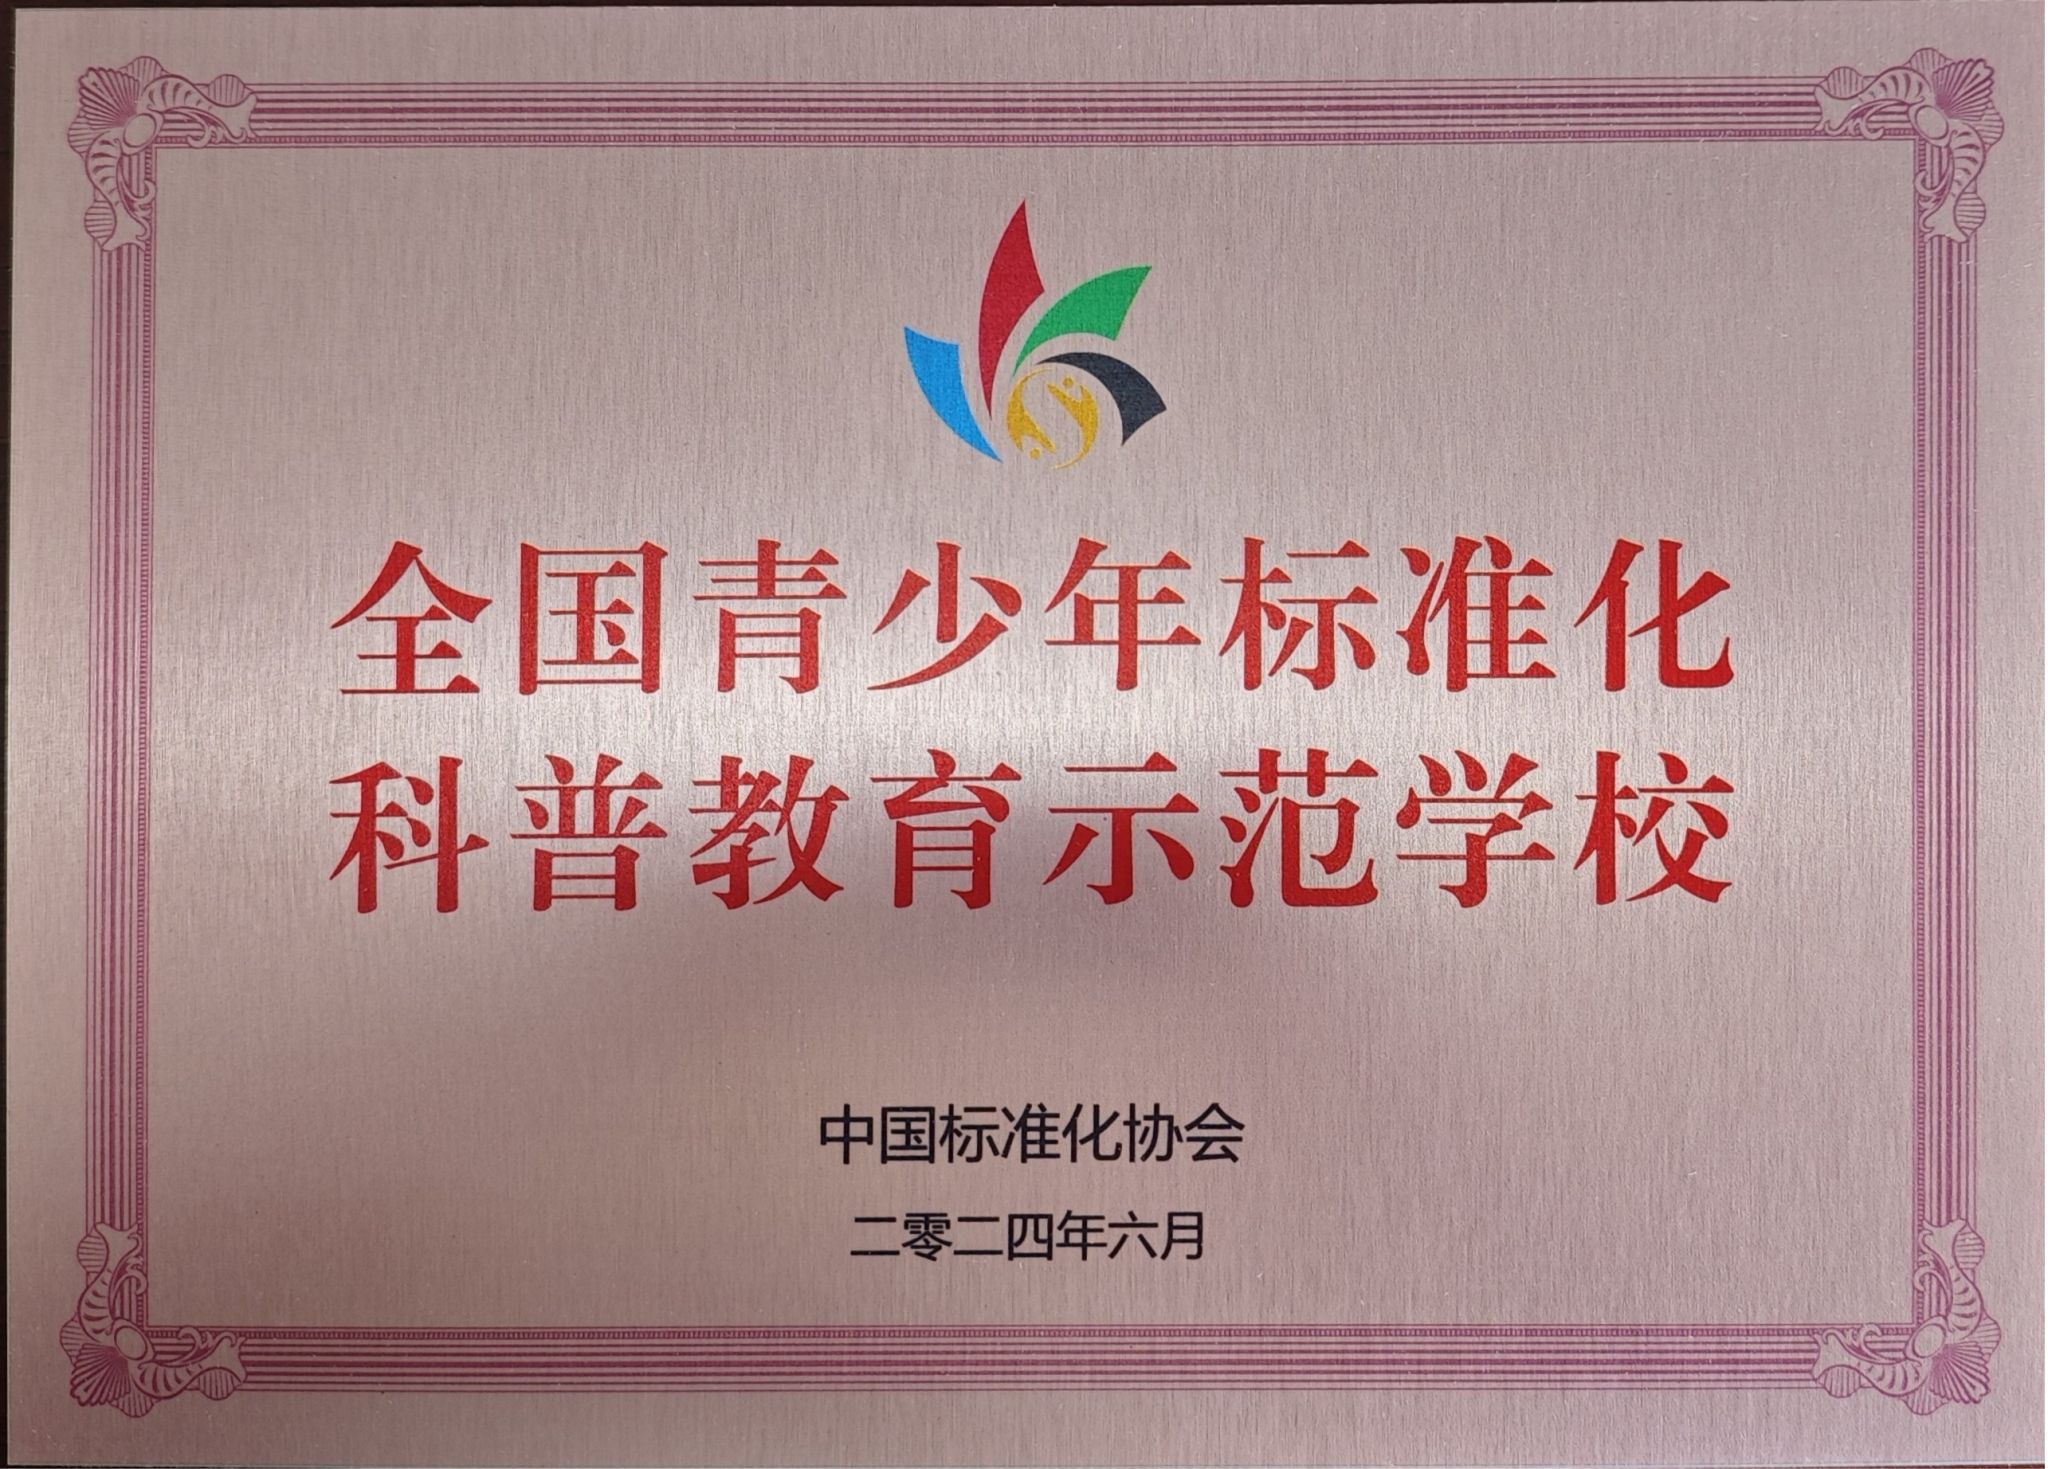 全国青少年标准化
科普教育示范学校
中国标准化协会
二零二四年六月